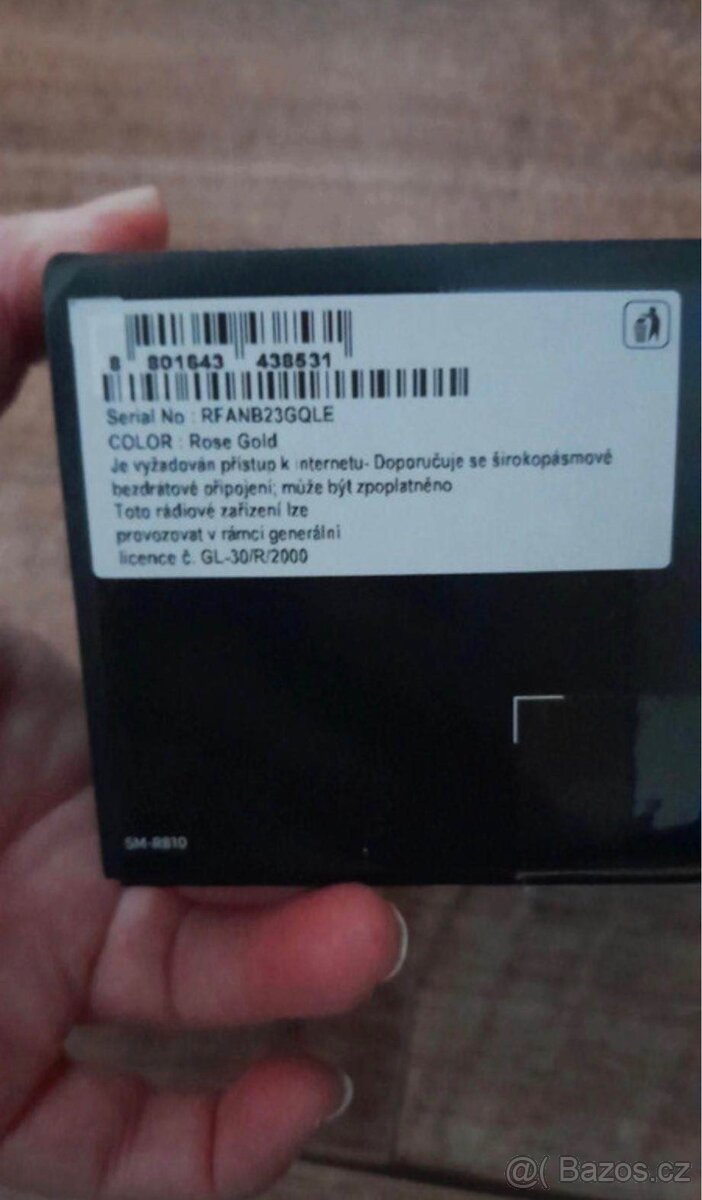 8 801643 438531
Serial No : RFANB23GQLE
COLOR : Rose Gold
Je vyžadován přístup k internetu- Doporučuje se širokopásmové
bezdrátové připojení; může být zpoplatněno
Toto rádiové zařízení lze
provozovat v rámci generální
licence č. GL-30/R/2000
SM-R810
@( Bazos.cz